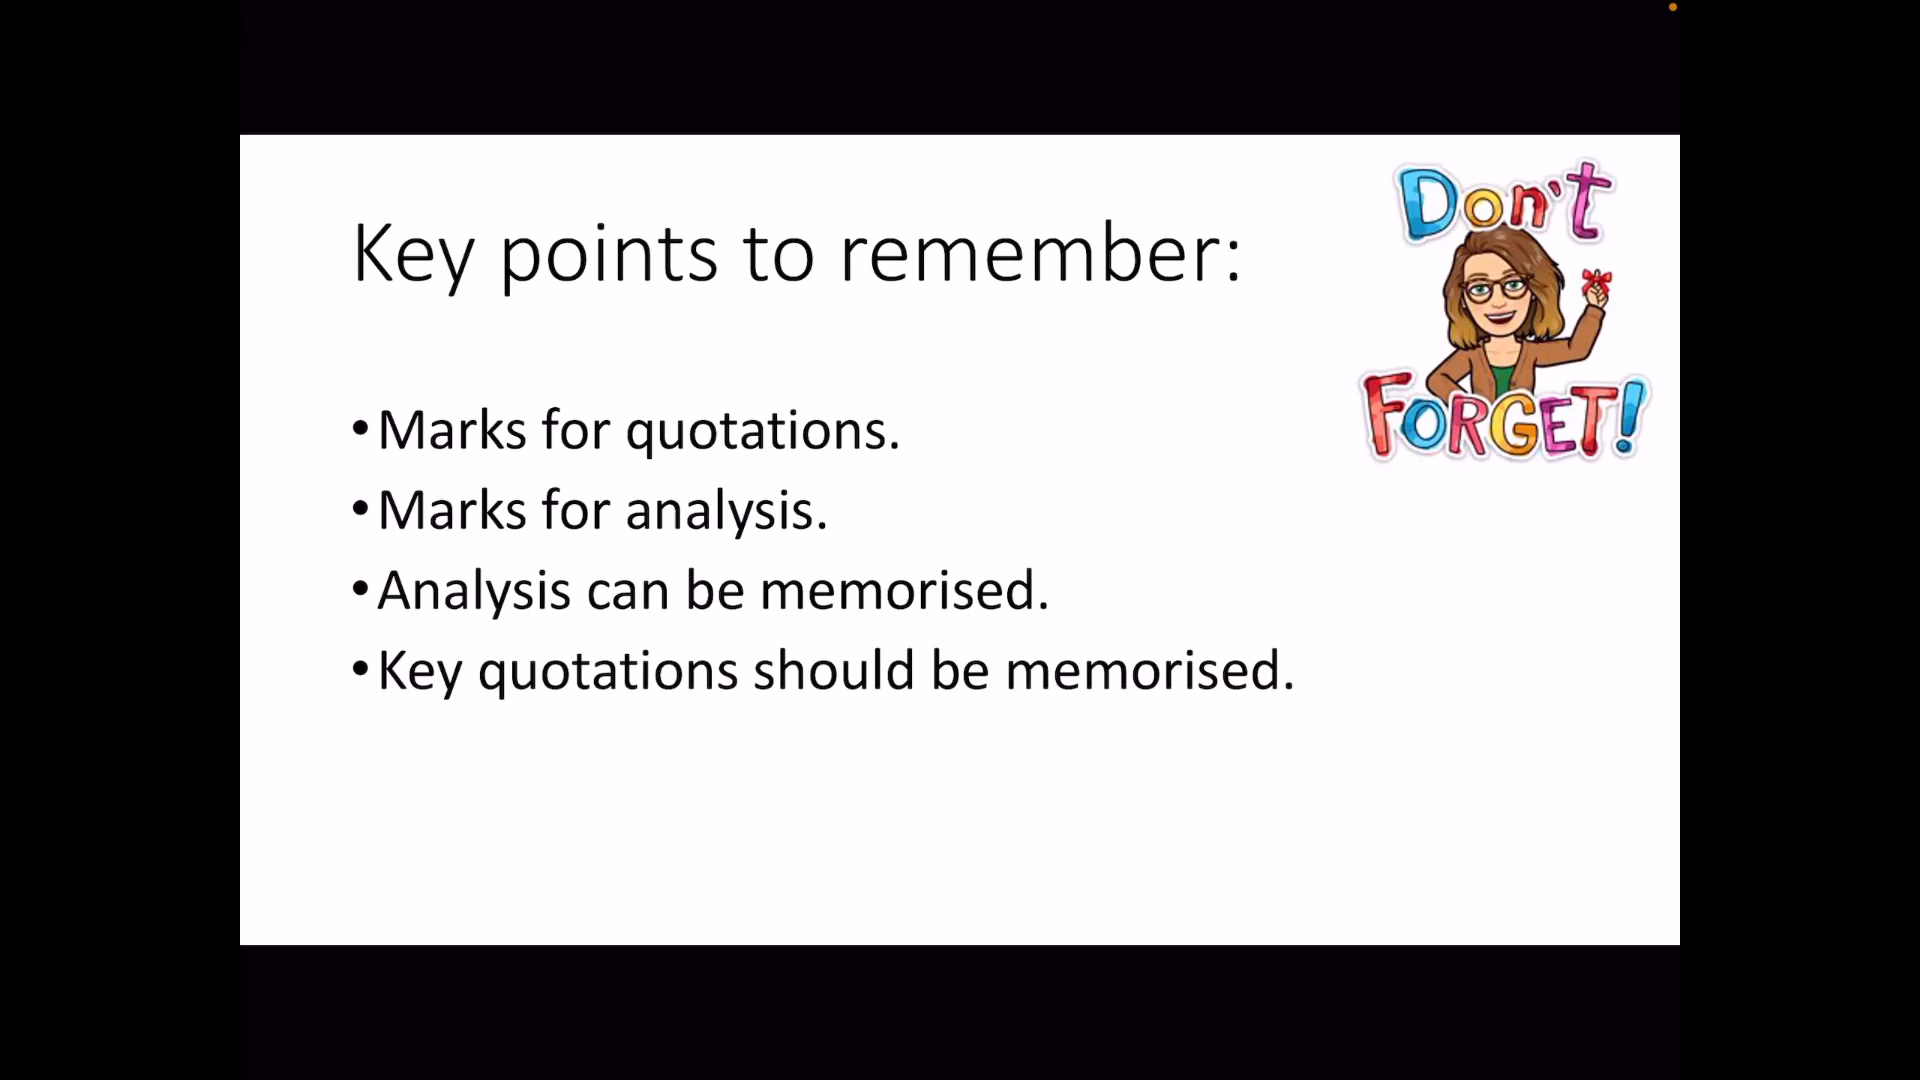 Key points to remember:
Don't
FORGET!
•Marks for quotations.
•Marks for analysis.
•Analysis can be memorised.
•Key quotations should be memorised.